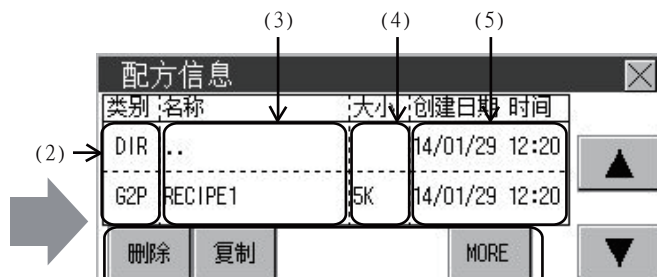 (3) (4) (5)
配方信息
类别 名称 大小 创建日期 时间
(2) DIR .. 14/01/29 12:20
G2P RECIPE1 5K 14/01/29 12:20
删除 复制 MORE